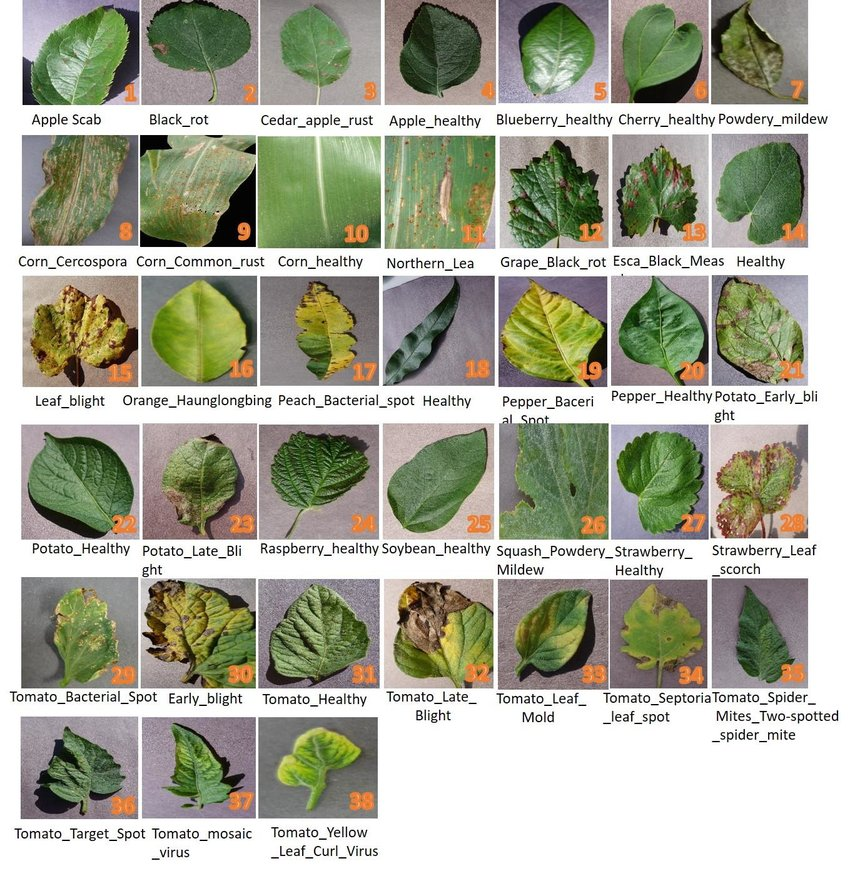 1 2 3 4 5 6 7
Apple Scab Black_rot Cedar_apple_rust Apple_healthy Blueberry_healthy Cherry_healthy Powdery_mildew
8 9 10 11 12 13 14
Corn_Cercospora Corn_Common_rust Corn_healthy Northern_Lea Grape_Black_rot Esca_Black_Meas Healthy
15 16 17 18 19 20 21
Leaf_blight Orange_Haunglongbing Peach_Bacterial_spot Healthy Pepper_Baceri Pepper_Healthy Potato_Early_bli
al_Spot ght
22 23 24 25 26 27 28
Potato_Healthy Potato_Late_Bli Raspberry_healthy Soybean_healthy Squash_Powdery_ Strawberry_ Strawberry_Leaf
ght Mildew Healthy _scorch
29 30 31 32 33 34 35
Tomato_Bacterial_Spot Early_blight Tomato_Healthy Tomato_Late_ Tomato_Leaf_ Tomato_Septoria Tomato_Spider_
Blight Mold _leaf_spot Mites_Two-spotted
_spider_mite
36 37 38
Tomato_Target_Spot Tomato_mosaic Tomato_Yellow
_virus _Leaf_Curl_Virus